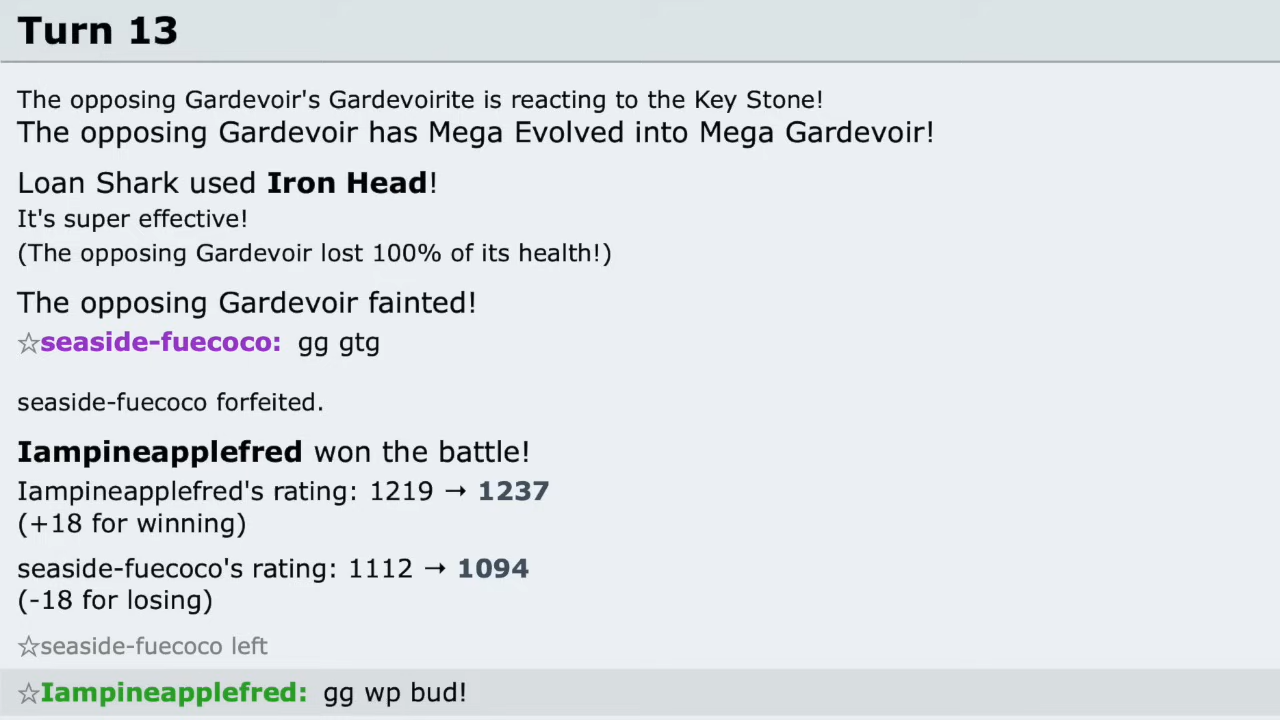 Turn 13
The opposing Gardevoir's Gardevoirite is reacting to the Key Stone!
The opposing Gardevoir has Mega Evolved into Mega Gardevoir!
Loan Shark used Iron Head!
It's super effective!
(The opposing Gardevoir lost 100% of its health!)
The opposing Gardevoir fainted!
☆seaside-fuecoco: gg gtg
seaside-fuecoco forfeited.
Iampineapplefred won the battle!
Iampineapplefred's rating: 1219 → 1237
(+18 for winning)
seaside-fuecoco's rating: 1112 → 1094
(-18 for losing)
☆seaside-fuecoco left
☆Iampineapplefred: gg wp bud!